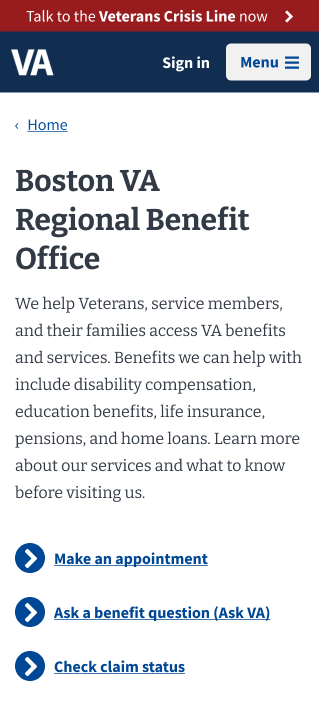 Talk to the Veterans Crisis Line now
VA
Sign in
Menu
‹ Home
Boston VA
Regional Benefit
Office
We help Veterans, service members,
and their families access VA benefits
and services. Benefits we can help with
include disability compensation,
education benefits, life insurance,
pensions, and home loans. Learn more
about our services and what to know
before visiting us.
Make an appointment
Ask a benefit question (Ask VA)
Check claim status